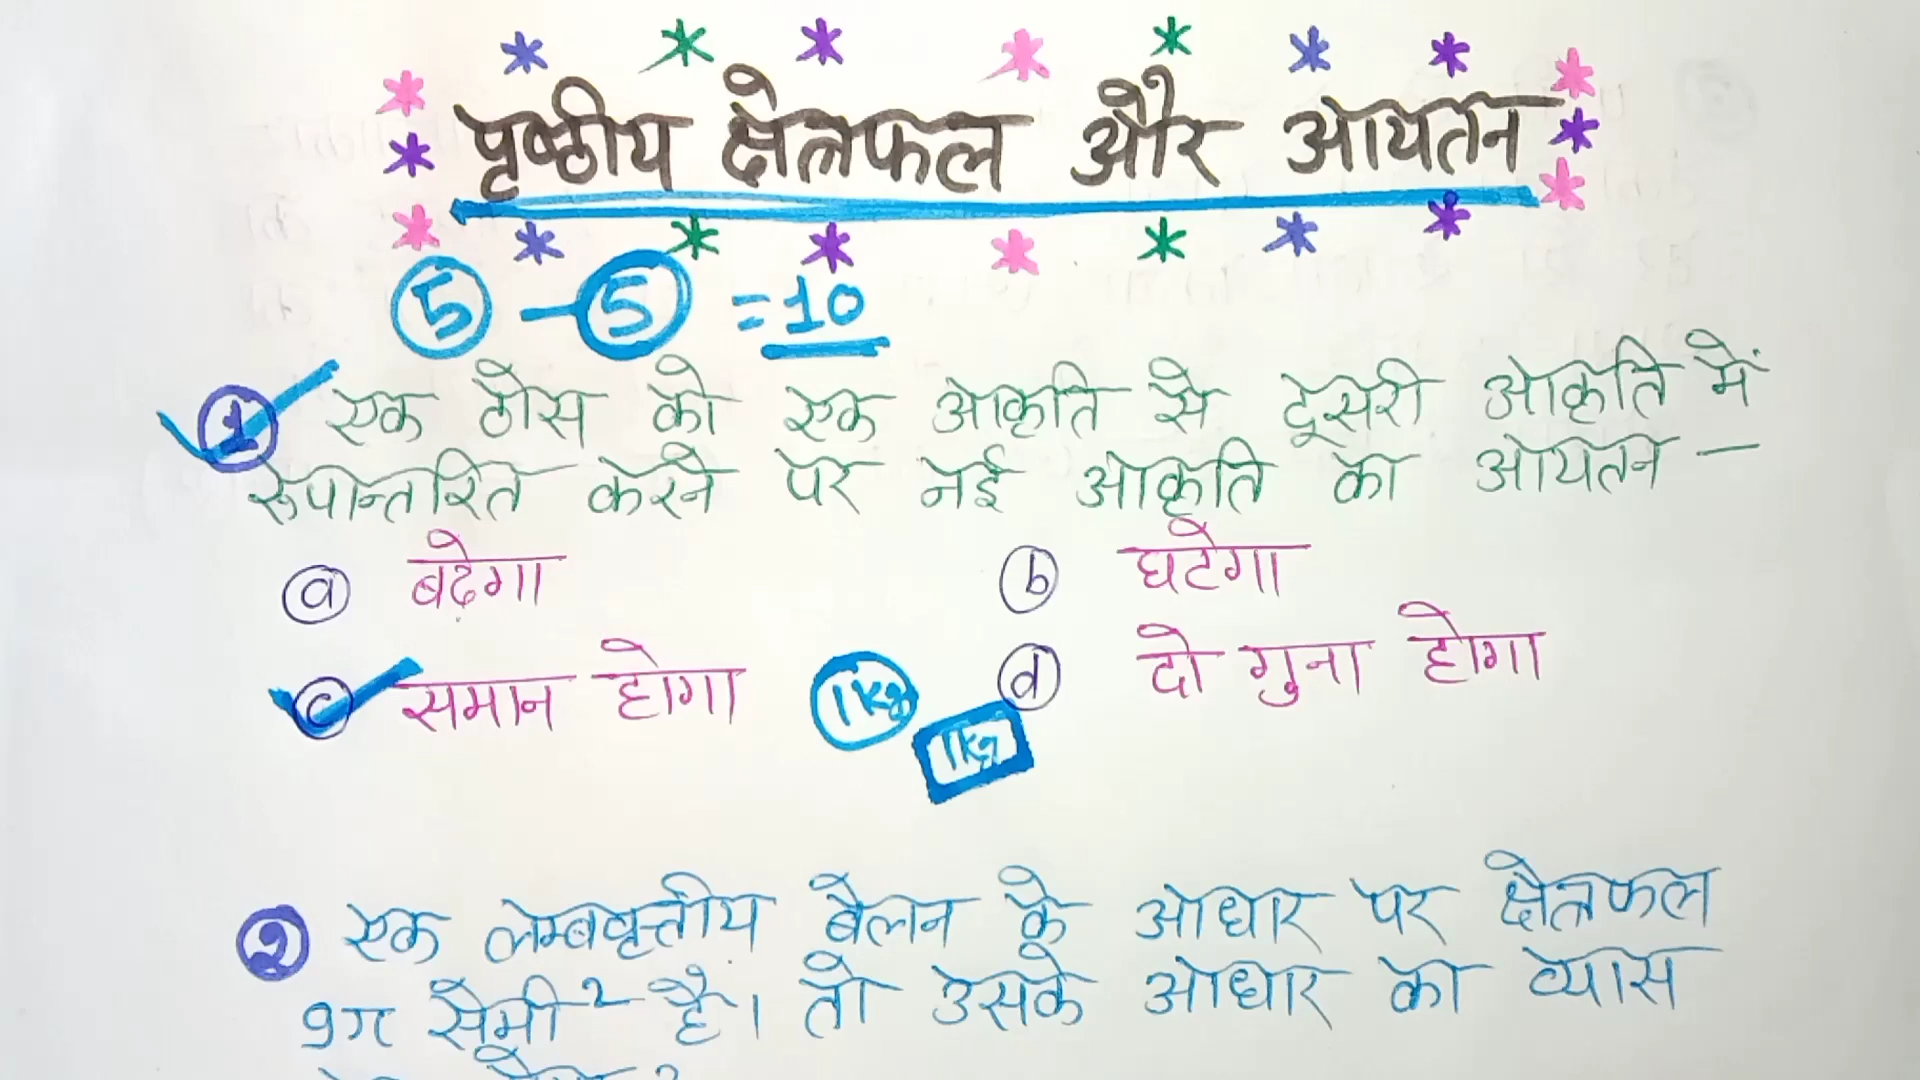 पृष्ठीय क्षेत्रफल और आयतन
5 - 5 = 10
1 एक ठोस को एक आकृति से दूसरी आकृति में
रूपान्तरित करने पर नई आकृति का आयतन -
a बढ़ेगा b घटेगा
c समान होगा d दो गुना होगा
1kg
1kg
2 एक लम्बवृत्तीय बेलन के आधार पर क्षेत्रफल
9π सेमी² है। तो उसके आधार का व्यास